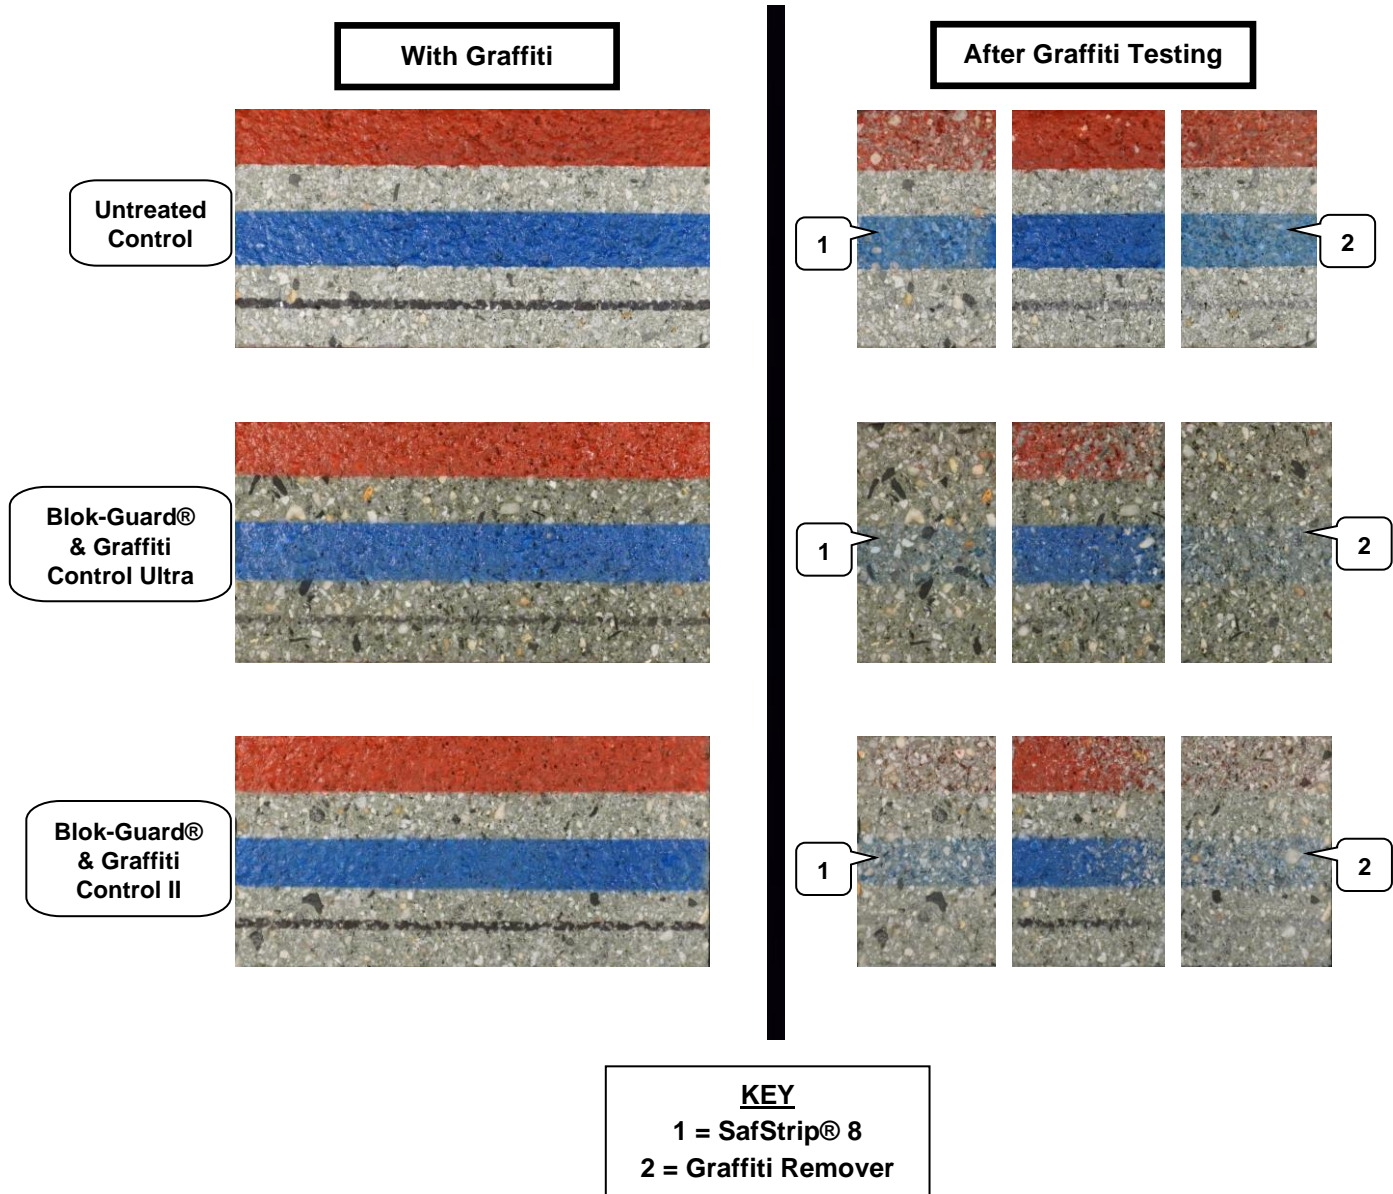 With Graffiti
After Graffiti Testing
Untreated
Control
1
2
Blok-Guard®
& Graffiti
Control Ultra
1
2
Blok-Guard®
& Graffiti
Control II
1
2
KEY
1 = SafStrip® 8
2 = Graffiti Remover